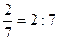 2/7 = 2 : 7